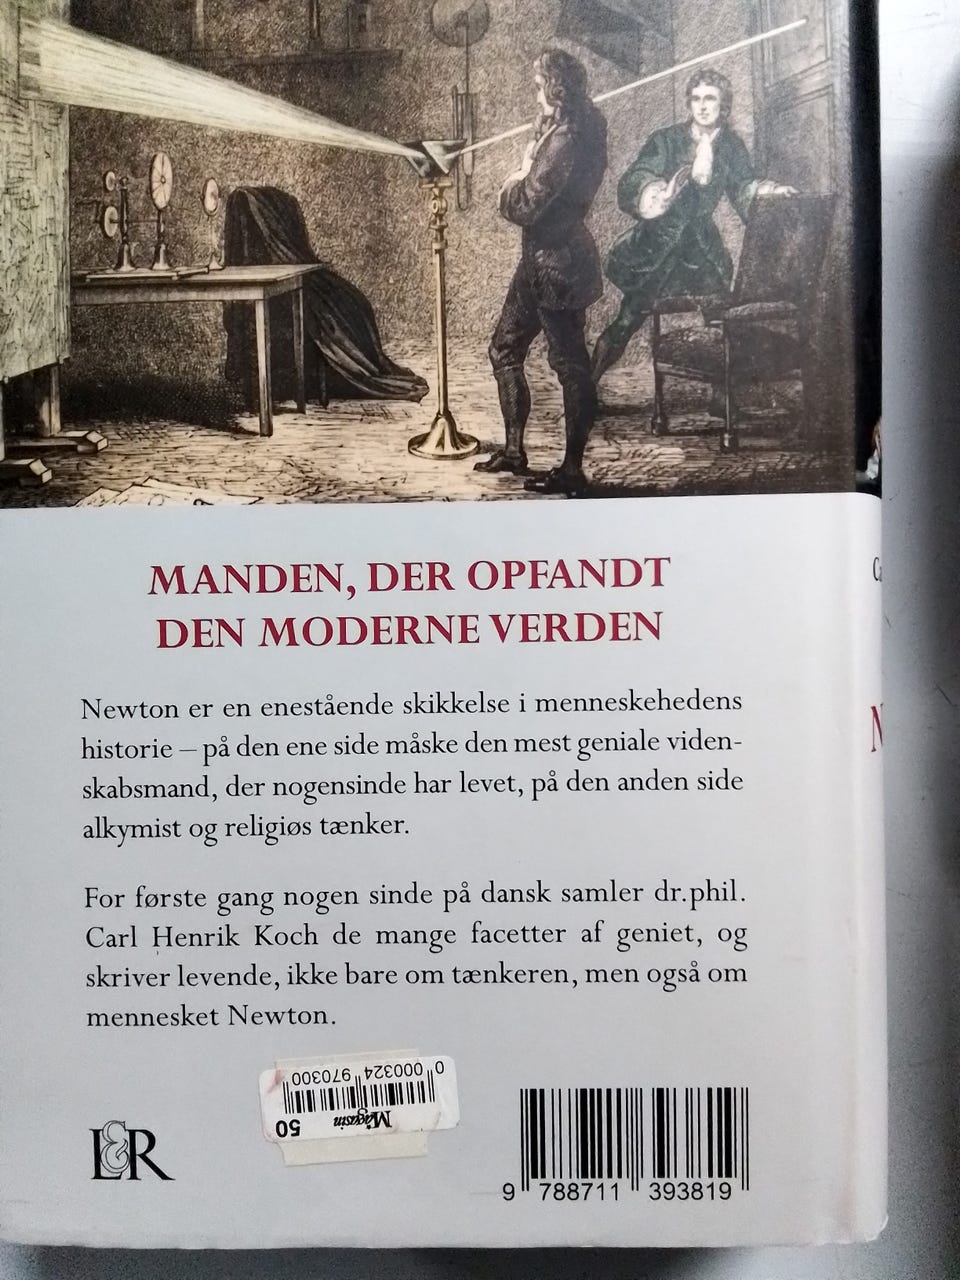 MANDEN, DER OPFANDT
DEN MODERNE VERDEN
Newton er en enestående skikkelse i menneskehedens
historie – på den ene side måske den mest geniale viden-
skabsmand, der nogensinde har levet, på den anden side
alkymist og religiøs tænker.
For første gang nogen sinde på dansk samler dr.phil.
Carl Henrik Koch de mange facetter af geniet, og
skriver levende, ikke bare om tænkeren, men også om
mennesket Newton.
Magasin 50
0 000324 970300
L&R
9 788711 393819